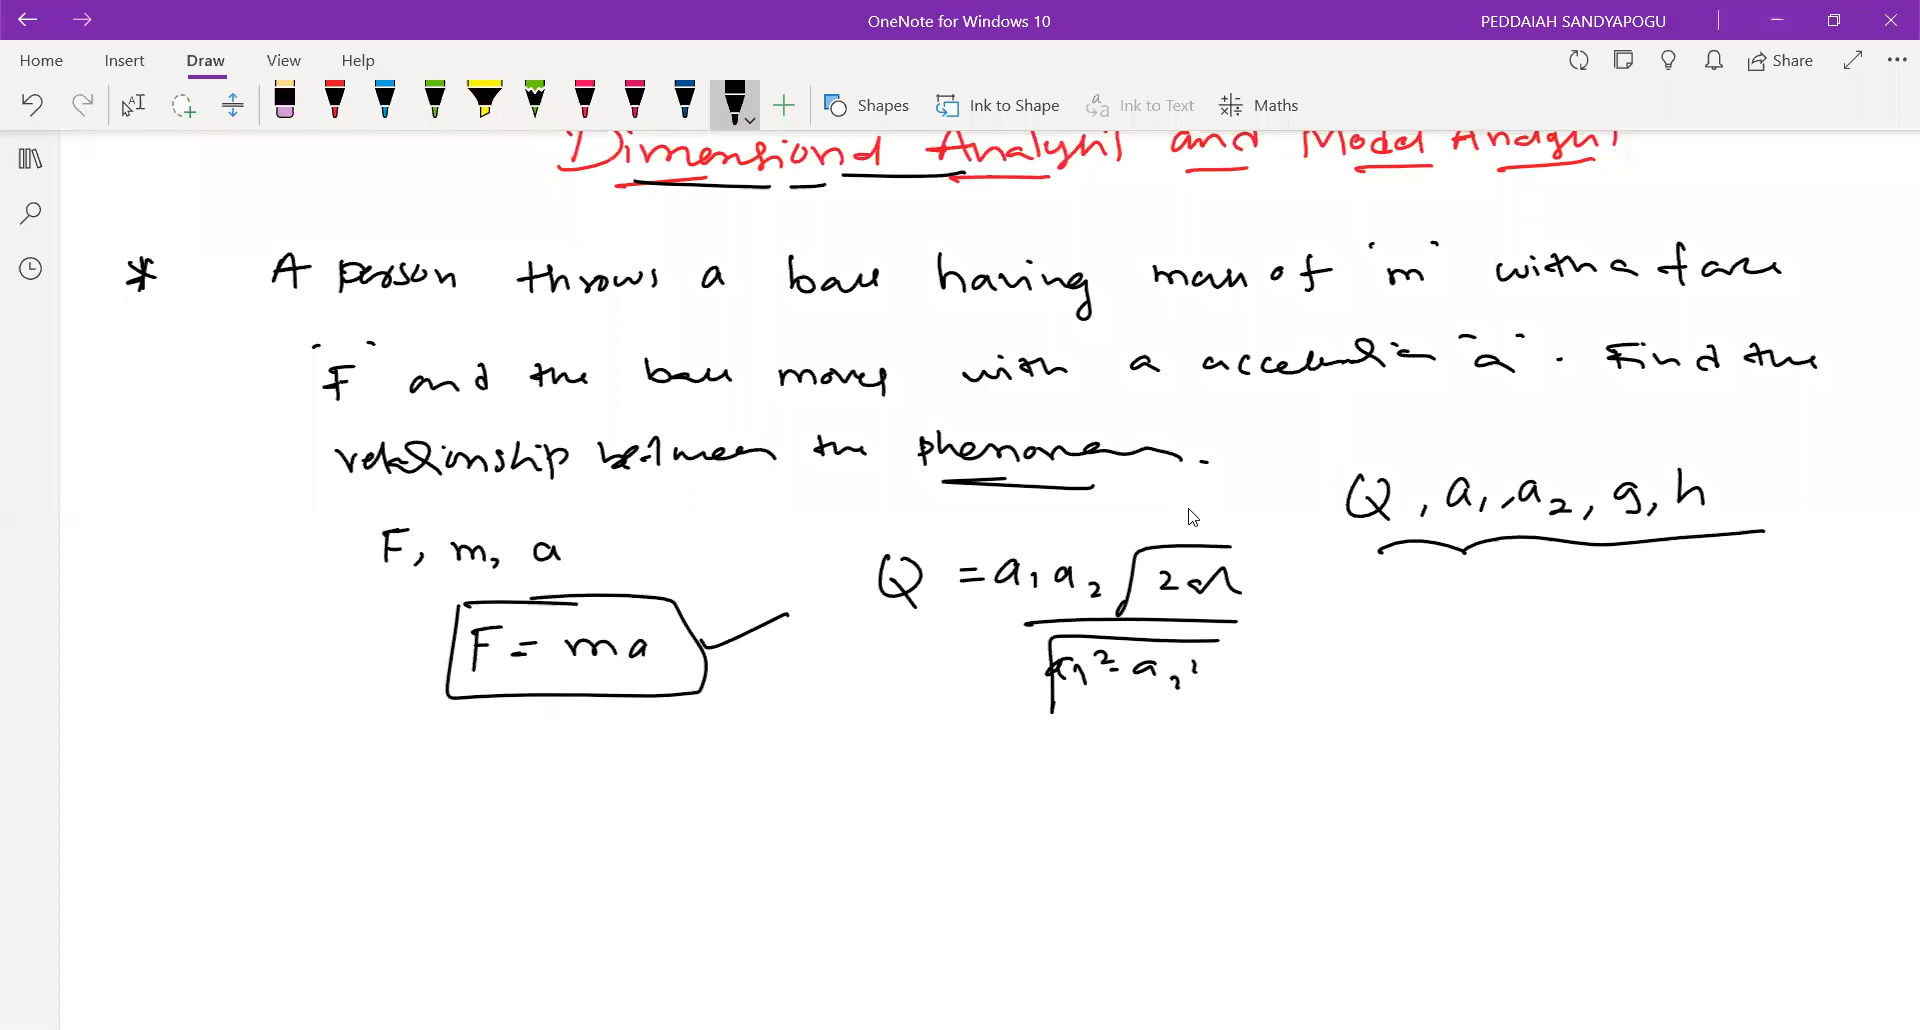 OneNote for Windows 10
PEDDAIAH SANDYAPOGU
Home Insert Draw View Help
Share
Shapes Ink to Shape Ink to Text Maths
Dimensional Analysis and Model Analysis
* A person throws a ball having mass of "m" with a force
"F" and the ball moves with a acceleration "a". Find the
relationship between the phenomenon.
Q, a₁, a₂, g, h
F, m, a
Q = a₁ a₂ √2gh
F = ma
√a₁² - a₂²